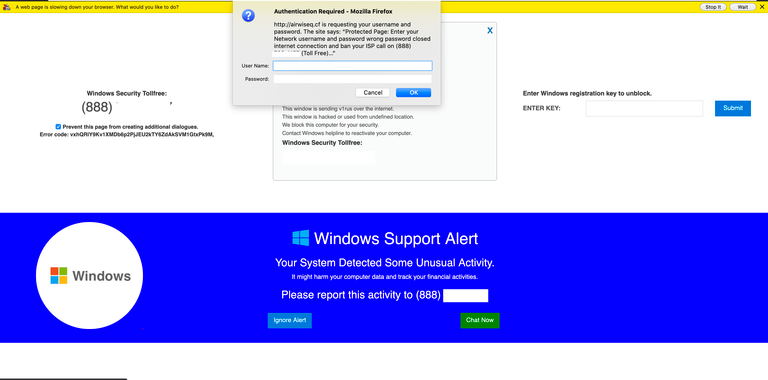 A web page is slowing down your browser. What would you like to do?
Stop It
Wait
Authentication Required - Mozilla Firefox
http://airwiseq.cf is requesting your username and
password. The site says: "Protected Page: Enter your
Network username and password wrong password closed
internet connection and ban your ISP call on (888)
(Toll Free)..."
User Name:
Password:
Cancel
OK
X
Windows Security Tollfree:
(888)
Prevent this page from creating additional dialogues.
Error code: vxhQRlY9Kv1XMDb6p2PjJEU2kTY6ZdAkSVM1GtxPk9M,
This window is sending v1rus over the internet.
This window is hacked or used from undefined location.
We block this computer for your security.
Contact Windows helpline to reactivate your computer.
Windows Security Tollfree:
Enter Windows registration key to unblock.
ENTER KEY:
Submit
Windows
Windows Support Alert
Your System Detected Some Unusual Activity.
It might harm your computer data and track your financial activities.
Please report this activity to (888)
Ignore Alert
Chat Now